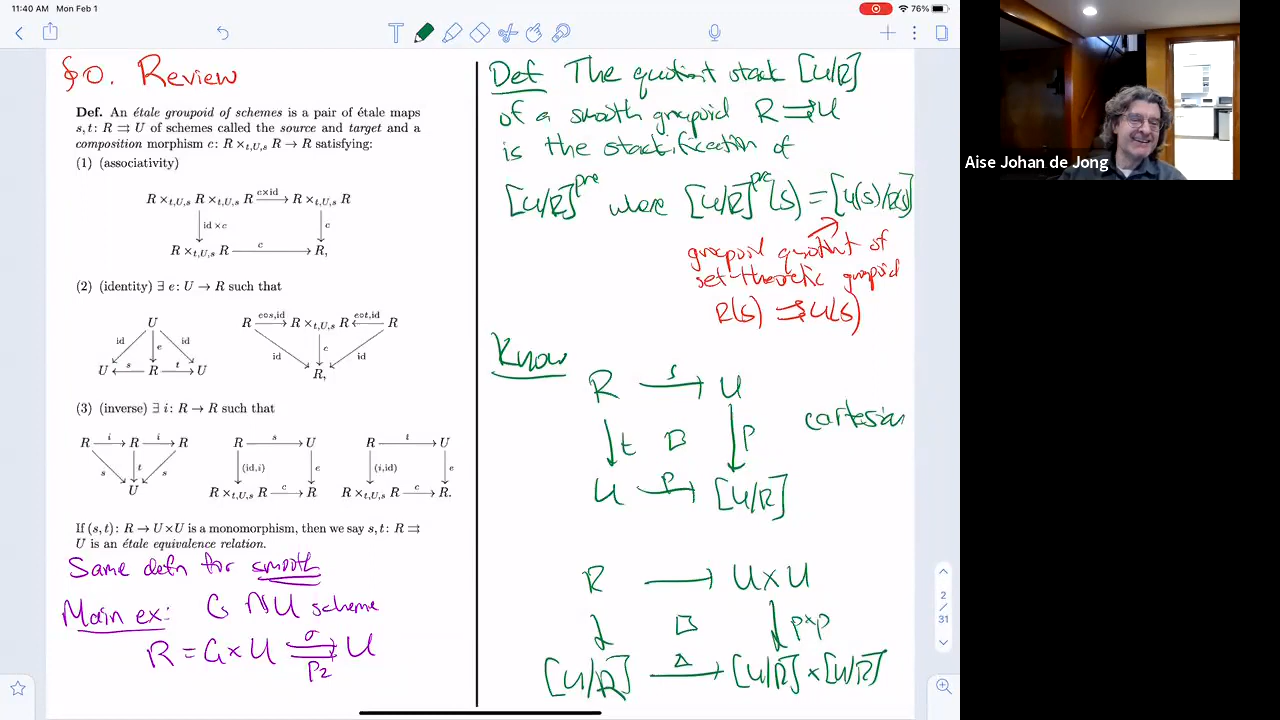 11:40 AM Mon Feb 1
76%
§0. Review
Def. An étale groupoid of schemes is a pair of étale maps
s, t: R ⇉ U of schemes called the source and target and a
composition morphism c: R ×t,U,s R → R satisfying:
(1) (associativity)
R ×t,U,s R ×t,U,s R c×id R ×t,U,s R
id×c c
R ×t,U,s R c R,
(2) (identity) ∃ e: U → R such that
U
id e id
U s R t U
R e∘s,id R ×t,U,s R e∘t,id R
id c id
R,
(3) (inverse) ∃ i: R → R such that
R i R i R
s t s
U
R s U
(id,i) e
R ×t,U,s R c R
R t U
(i,id) e
R ×t,U,s R c R.
If (s, t): R → U×U is a monomorphism, then we say s, t: R ⇉
U is an étale equivalence relation.
Same defn for smooth
Main ex: G ↷ U scheme
R = G × U σ p2 U
Def The quotient stack [U/R]
of a smooth groupoid R ⇉ U
is the stackification of
[U/R]^pre where [U/R]^pre(S) = [U(S)/R(S)]
groupoid quotient of
set-theoretic groupoid
R(S) ⇉ U(S)
Know
R s U
t □ p cartesian
U p [U/R]
R → U × U
□ p×p
[U/R] Δ [U/R] × [U/R]
2
/
31
Aise Johan de Jong